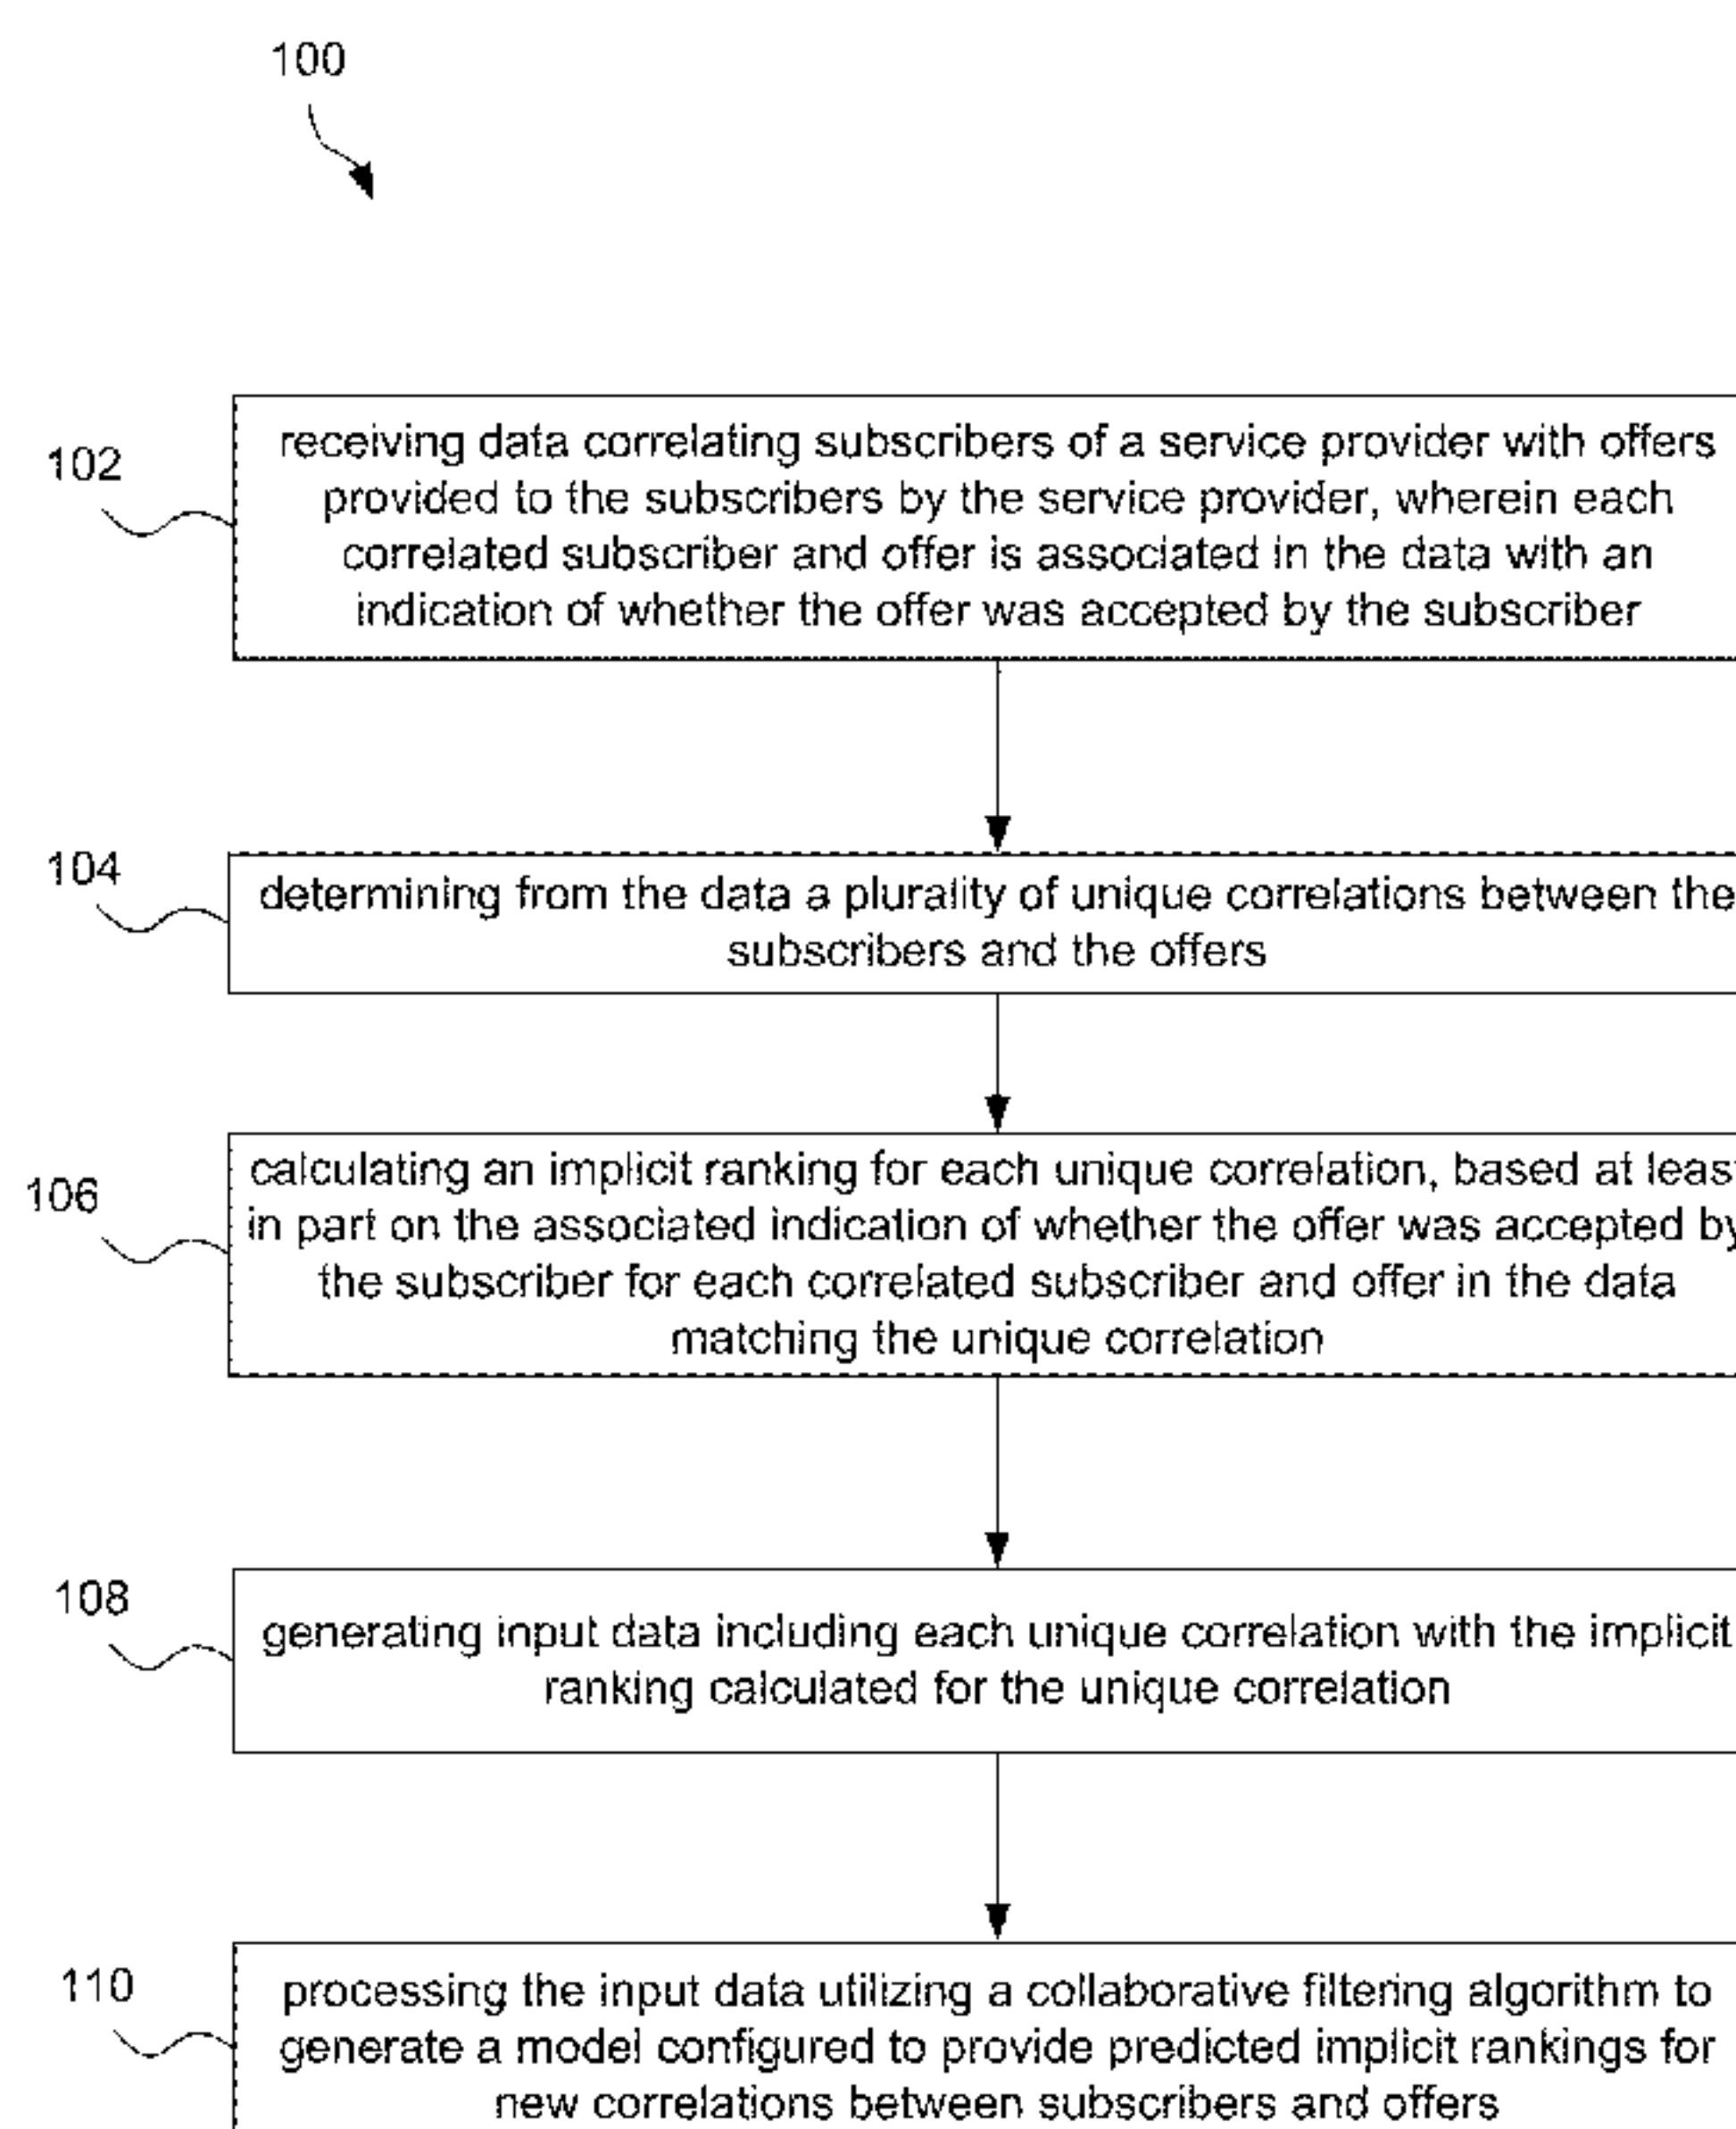 100
102
receiving data correlating subscribers of a service provider with offers
provided to the subscribers by the service provider, wherein each
correlated subscriber and offer is associated in the data with an
indication of whether the offer was accepted by the subscriber
104
determining from the data a plurality of unique correlations between the
subscribers and the offers
106
calculating an implicit ranking for each unique correlation, based at least
in part on the associated indication of whether the offer was accepted by
the subscriber for each correlated subscriber and offer in the data
matching the unique correlation
108
generating input data including each unique correlation with the implicit
ranking calculated for the unique correlation
110
processing the input data utilizing a collaborative filtering algorithm to
generate a model configured to provide predicted implicit rankings for
new correlations between subscribers and offers